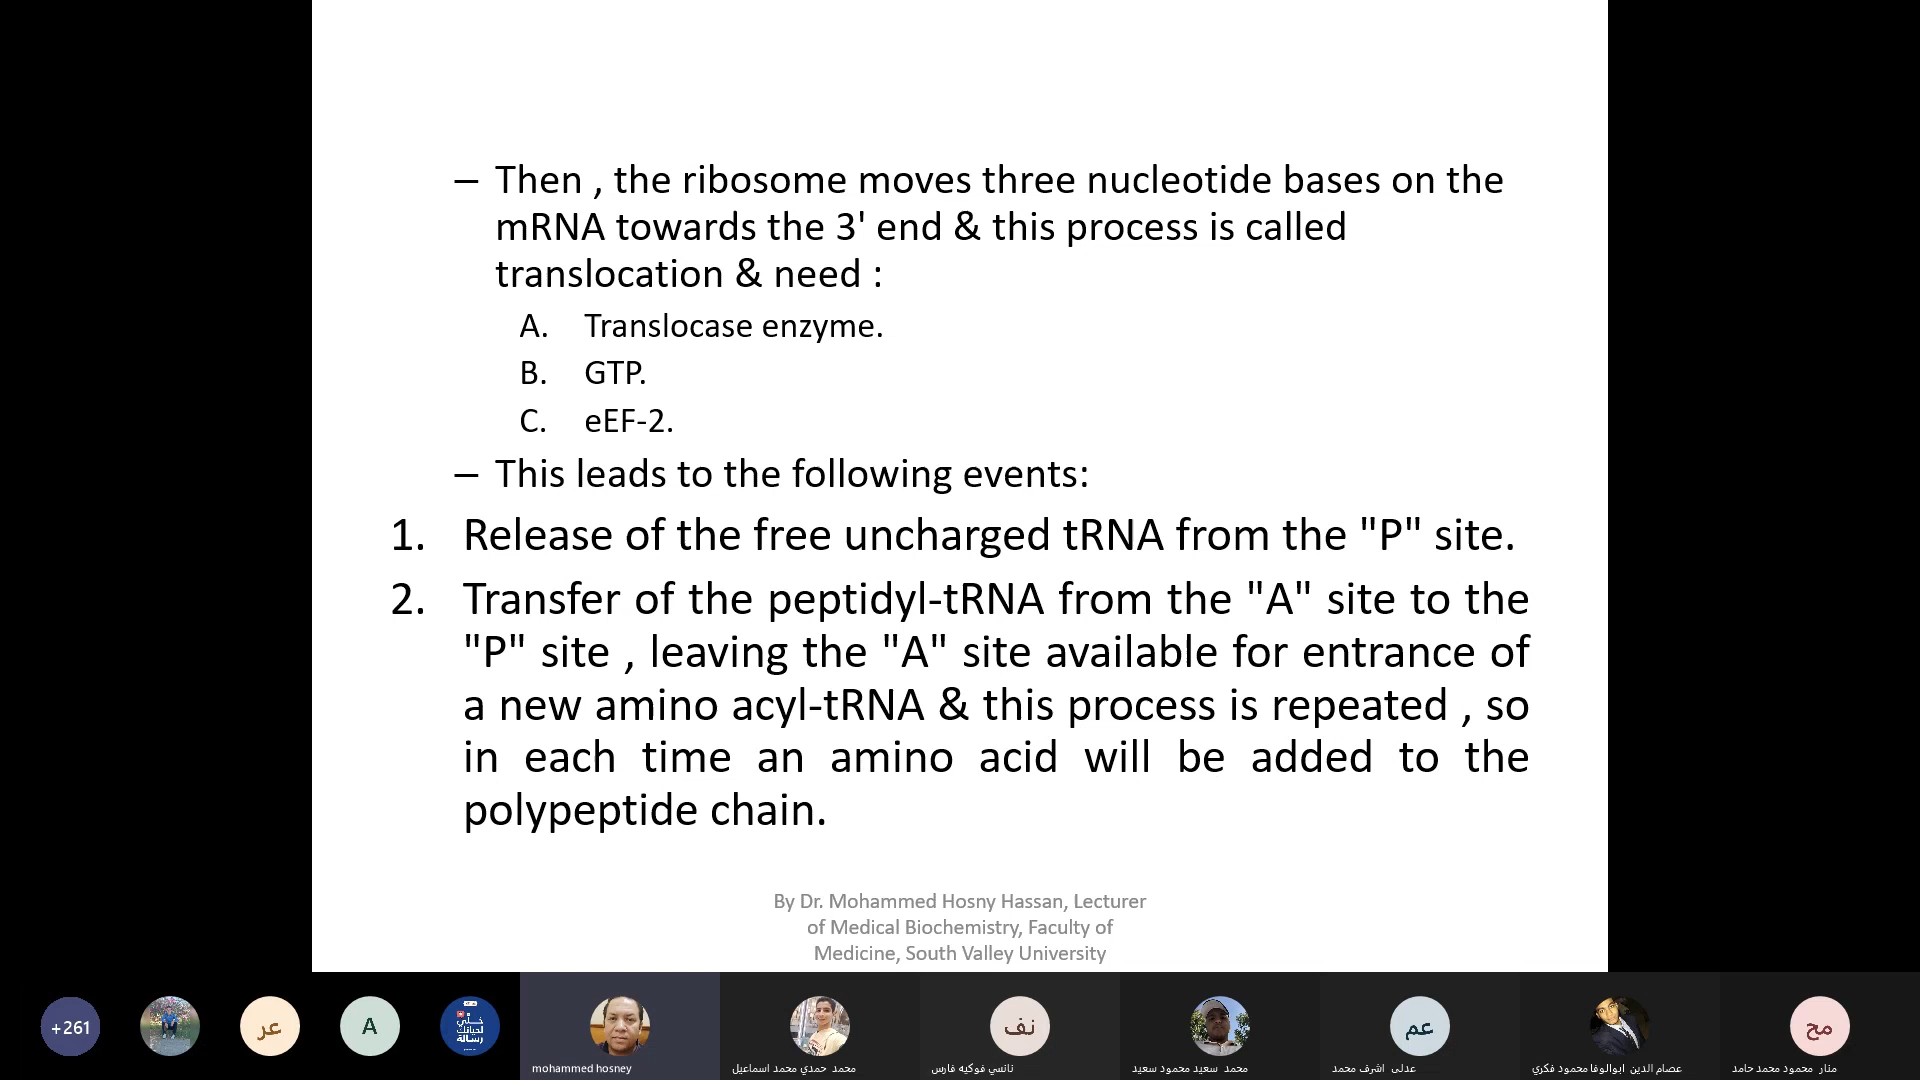 – Then , the ribosome moves three nucleotide bases on the
mRNA towards the 3' end & this process is called
translocation & need :
A. Translocase enzyme.
B. GTP.
C. eEF-2.
– This leads to the following events:
1. Release of the free uncharged tRNA from the "P" site.
2. Transfer of the peptidyl-tRNA from the "A" site to the
"P" site , leaving the "A" site available for entrance of
a new amino acyl-tRNA & this process is repeated , so
in each time an amino acid will be added to the
polypeptide chain.
By Dr. Mohammed Hosny Hassan, Lecturer
of Medical Biochemistry, Faculty of
Medicine, South Valley University
+261
عر
A
خلي
لحياتك
رسالة
mohammed hosney
محمد حمدي محمد اسماعيل
نف
نانسي فوكيه فارس
محمد سعيد محمود سعيد
عم
عدلى اشرف محمد
عصام الدين ابوالوفا محمود فكري
مح
منار محمود محمد حامد